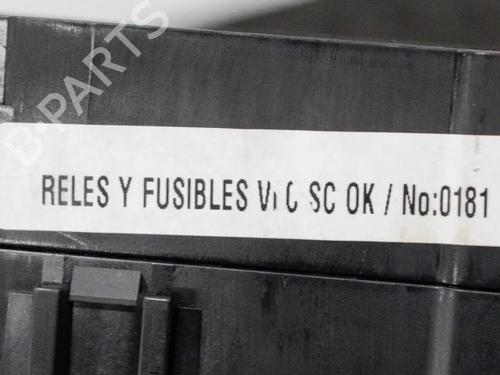 B-PARTS
RELES Y FUSIBLES SC OK / No:0181